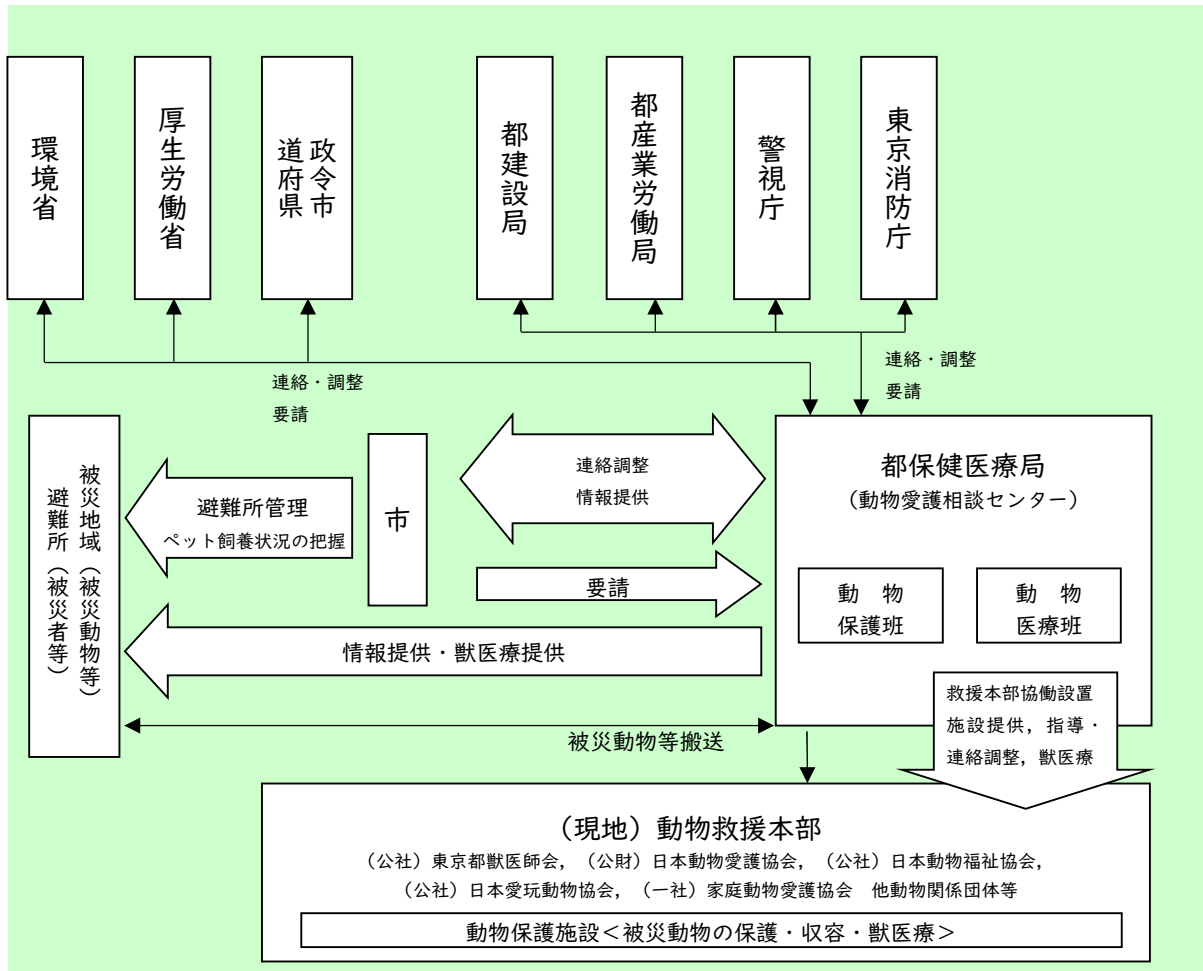 環境省
厚生労働省
政令市
道府県
都建設局
都産業労働局
警視庁
東京消防庁
連絡・調整
要請
連絡・調整
要請
被災地域（被災動物等）
避難所（被災者等）
避難所管理
ペット飼養状況の把握
市
連絡調整
情報提供
要請
情報提供・獣医療提供
被災動物等搬送
都保健医療局
（動物愛護相談センター）
動　物
保護班
動　物
医療班
救援本部協働設置
施設提供，指導・
連絡調整，獣医療
（現地）動物救援本部
（公社）東京都獣医師会，（公財）日本動物愛護協会，（公社）日本動物福祉協会，
（公社）日本愛玩動物協会，（一社）家庭動物愛護協会　他動物関係団体等
動物保護施設＜被災動物の保護・収容・獣医療＞